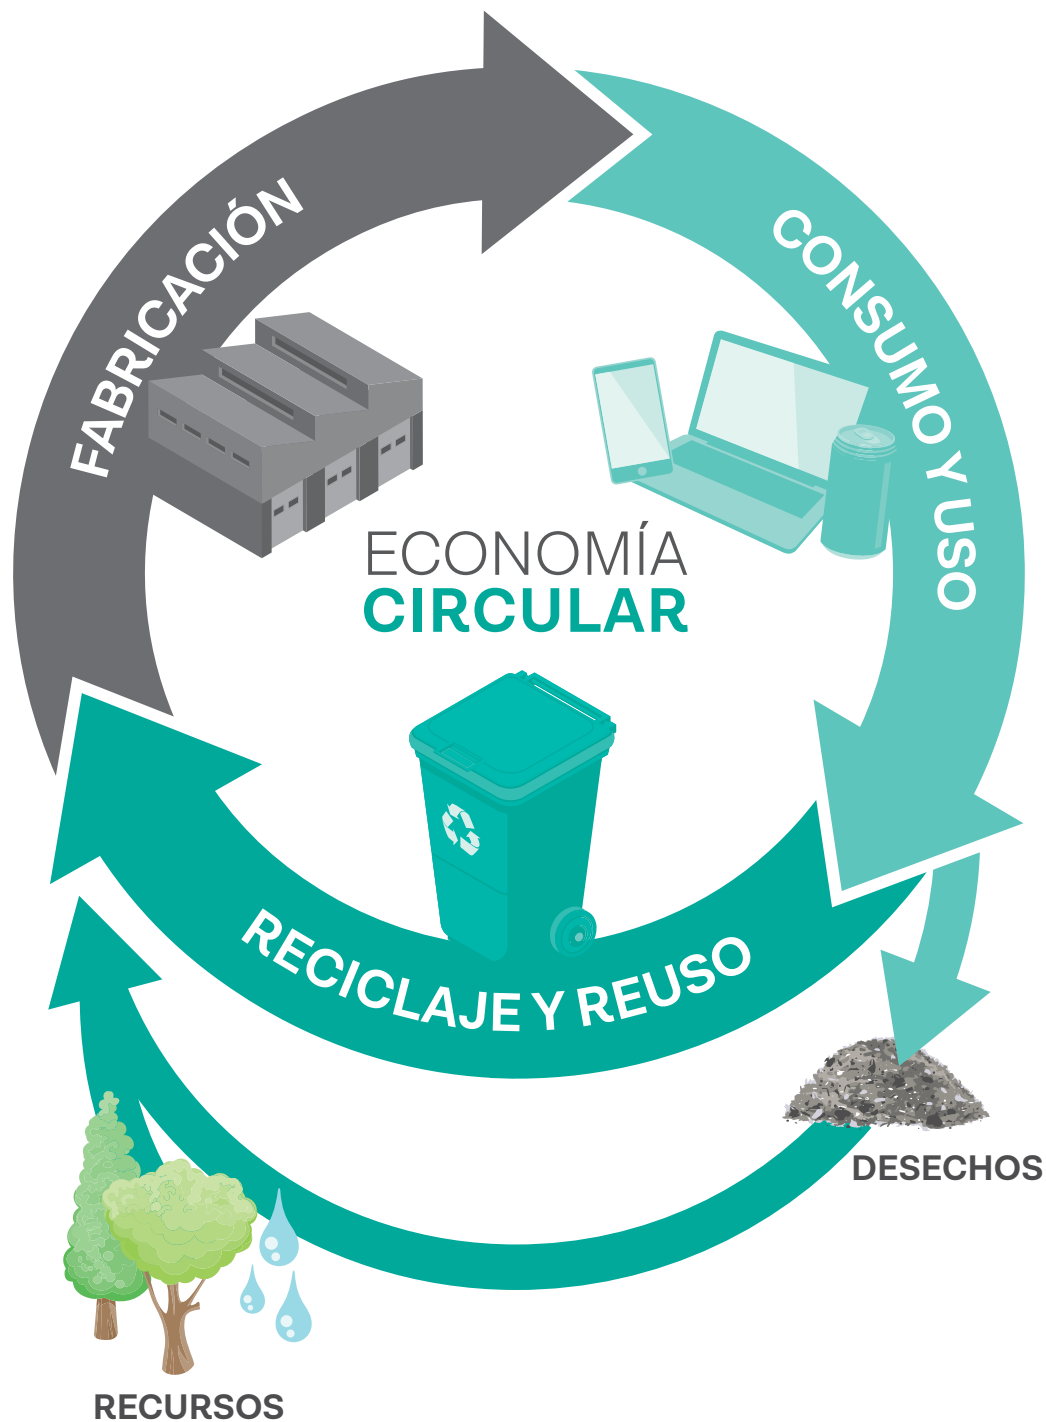 FABRICACIÓN
CONSUMO Y USO
ECONOMÍA
CIRCULAR
RECICLAJE Y REUSO
DESECHOS
RECURSOS